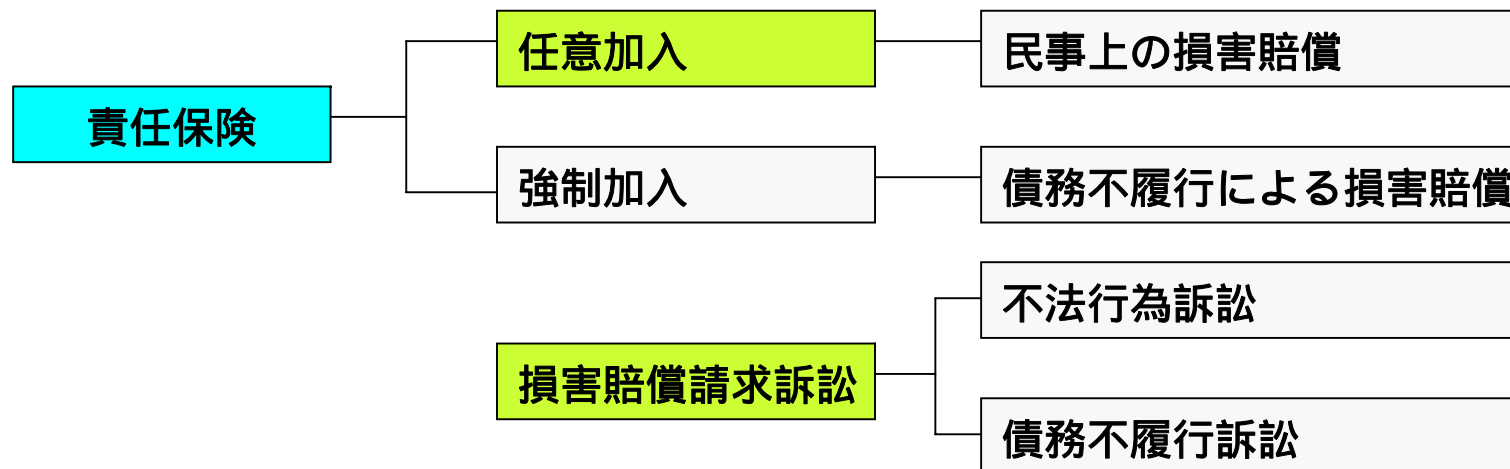 任意加入
民事上の損害賠償
責任保険
強制加入
債務不履行による損害賠償
不法行為訴訟
損害賠償請求訴訟
債務不履行訴訟